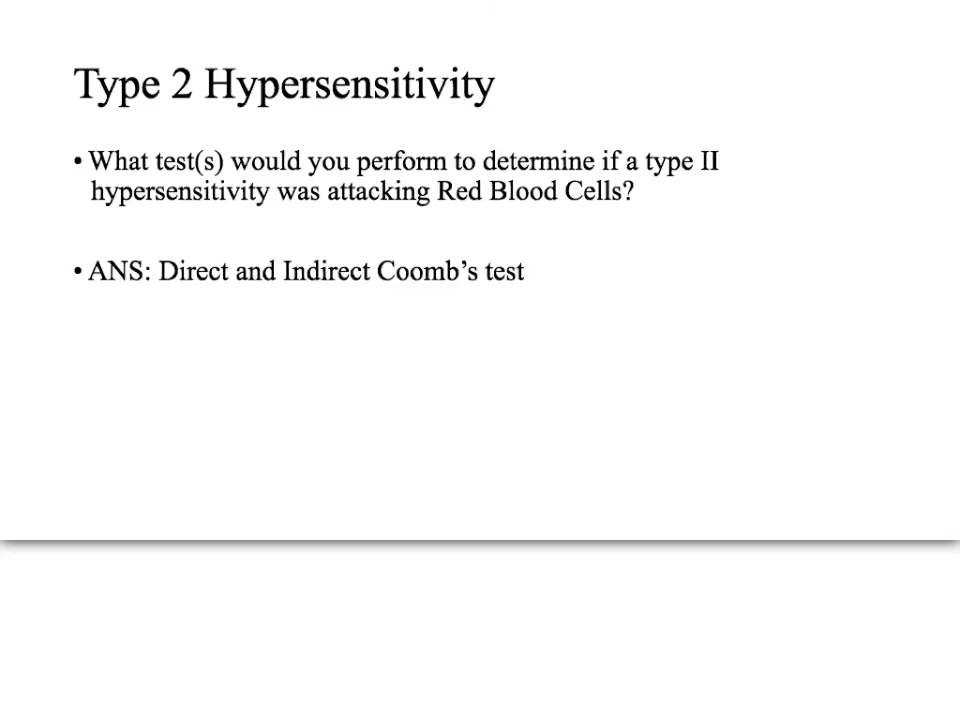 Type 2 Hypersensitivity
• What test(s) would you perform to determine if a type II
hypersensitivity was attacking Red Blood Cells?
• ANS: Direct and Indirect Coomb’s test